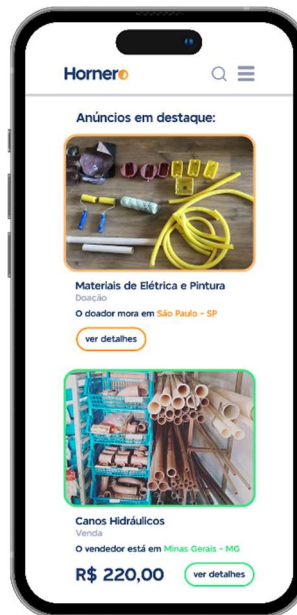 Hornero
Anúncios em destaque:
Materiais de Elétrica e Pintura
Doação
O doador mora em São Paulo - SP
ver detalhes
Canos Hidráulicos
Venda
O vendedor está em Minas Gerais - MG
R$ 220,00
ver detalhes